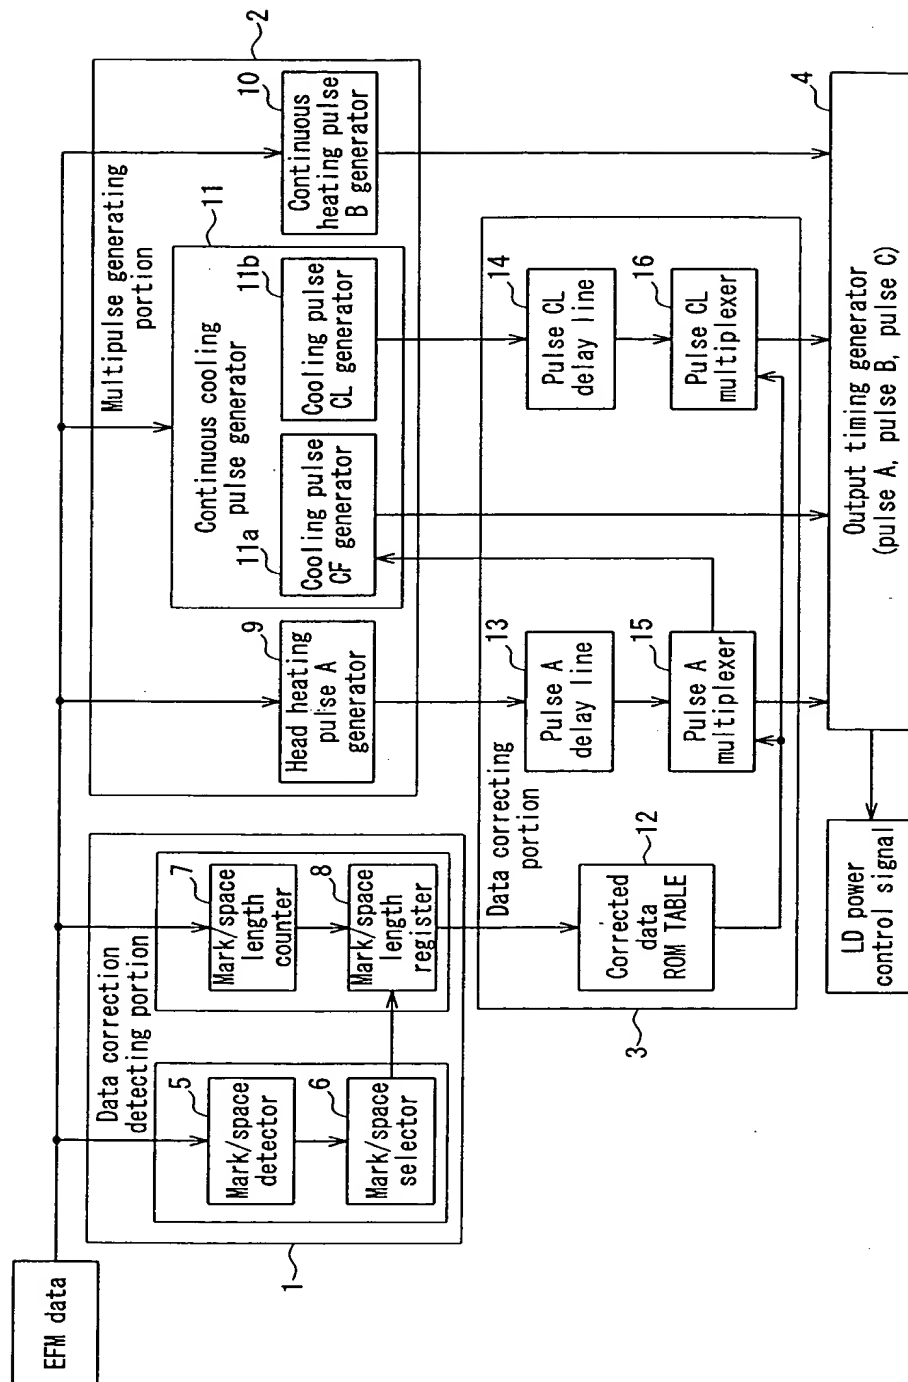 EFM data
1
Data correction
detecting portion
5
Mark/space
detector
6
Mark/space
selector
7
Mark/space
length
counter
8
Mark/space
length
register
2
Multipulse generating
portion
9
Head heating
pulse A
generator
11
Continuous cooling
pulse generator
11a
Cooling pulse
CF generator
11b
Cooling pulse
CL generator
10
Continuous
heating pulse
B generator
3
Data correcting
portion
12
Corrected
data
ROM TABLE
13
Pulse A
delay line
15
Pulse A
multiplexer
14
Pulse CL
delay line
16
Pulse CL
multiplexer
4
Output timing generator
(pulse A, pulse B, pulse C)
LD power
control signal